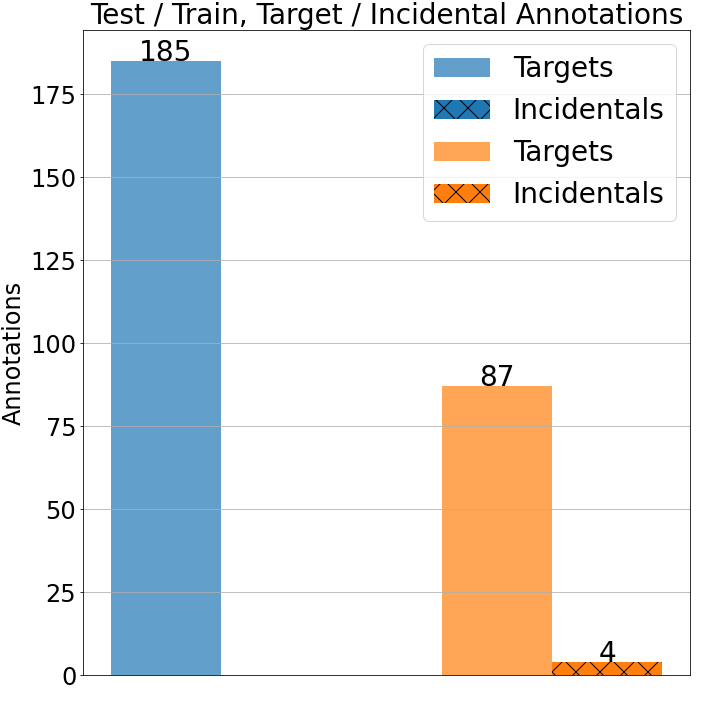 Test / Train, Target / Incidental Annotations
185
Targets
Incidentals
Targets
Incidentals
175
150
125
100
87
75
50
25
4
0
Annotations